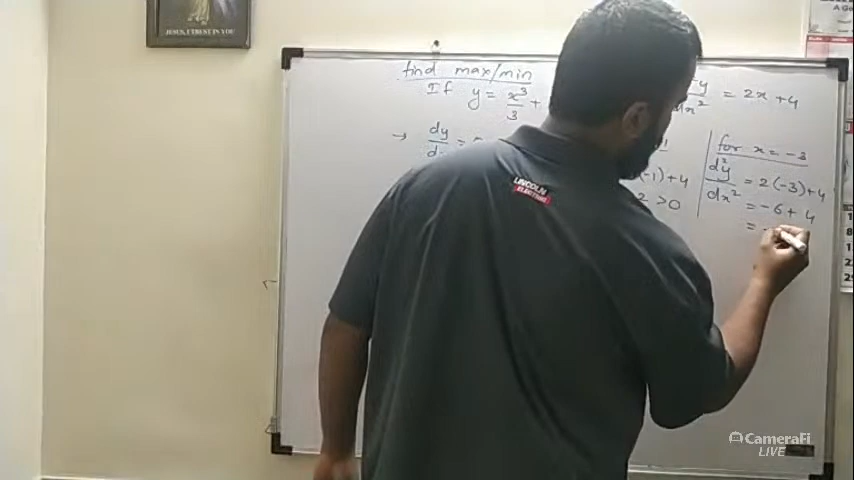 JESUS, I TRUST IN YOU
find max/min
If y = x³/3 +
dx² = 2x + 4
→ dy/d
(-1) + 4
2 > 0
for x = -3
d²y/dx² = 2(-3) + 4
= -6 + 4
=
LINCOLN
ELECTRIC
CameraFi
LIVE